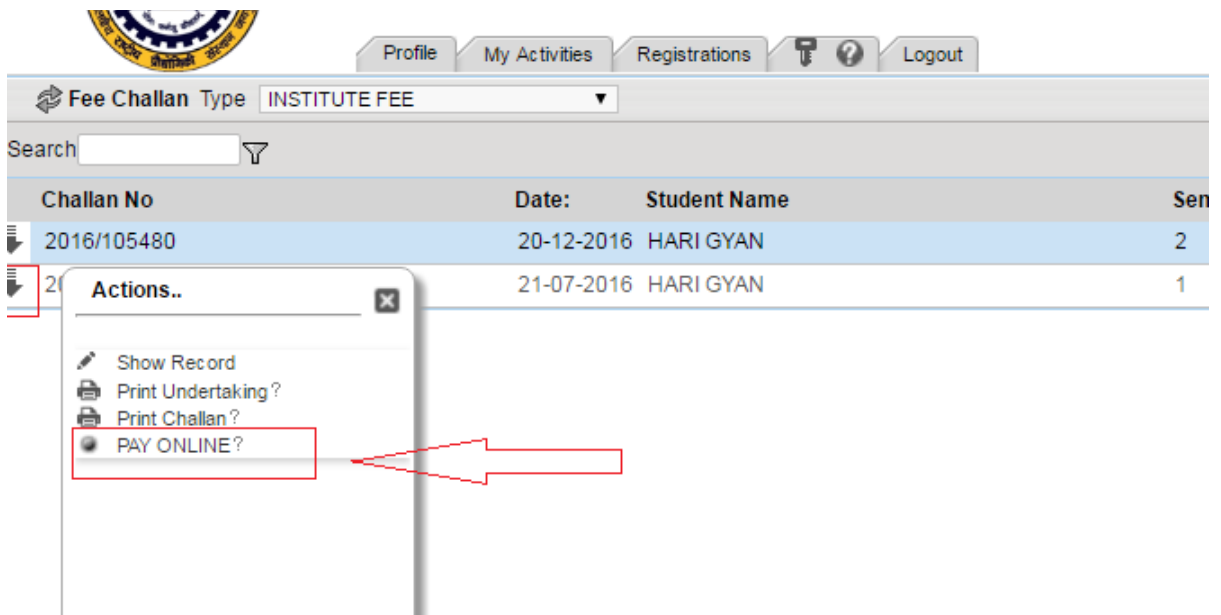 Profile My Activities Registrations Logout
Fee Challan Type INSTITUTE FEE
Search
Challan No Date: Student Name Sen
2016/105480 20-12-2016 HARI GYAN 2
20 21-07-2016 HARI GYAN 1
Actions..
Show Record
Print Undertaking?
Print Challan?
PAY ONLINE?